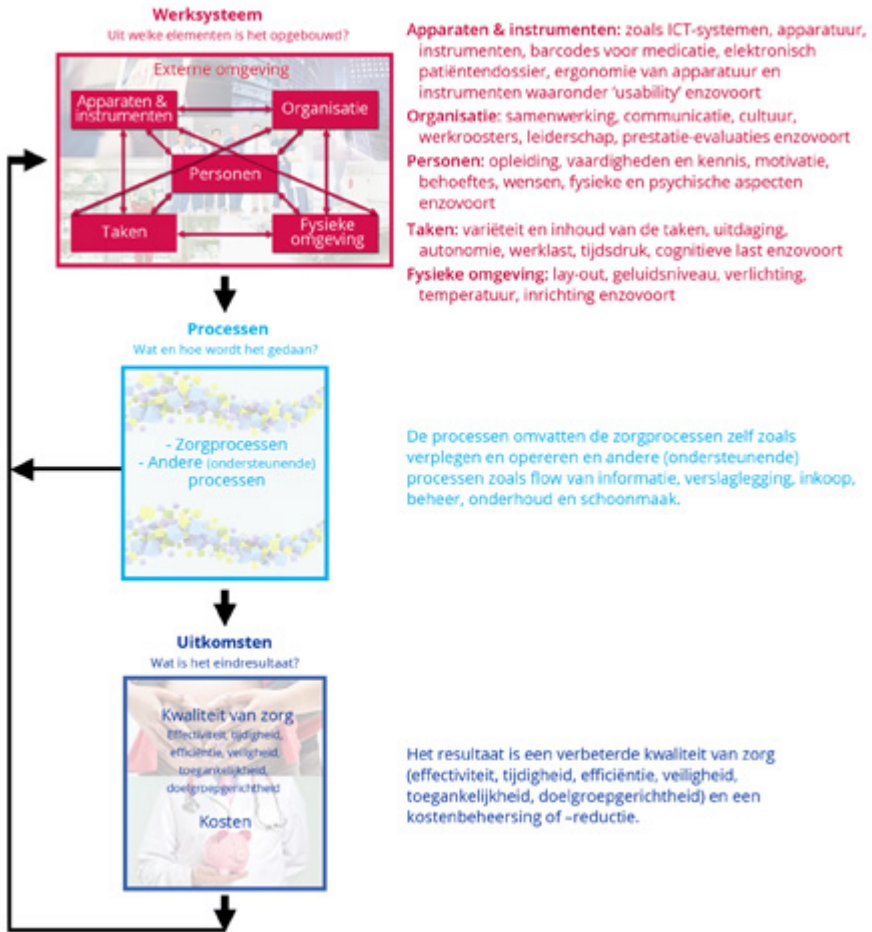 Werksysteem
Uit welke elementen is het opgebouwd?
Externe omgeving
Apparaten &
instrumenten
Organisatie
Personen
Taken
Fysieke
omgeving
Apparaten & instrumenten: zoals ICT-systemen, apparatuur,
instrumenten, barcodes voor medicatie, elektronisch
patiëntendossier, ergonomie van apparatuur en
instrumenten waaronder ‘usability’ enzovoort
Organisatie: samenwerking, communicatie, cultuur,
werkroosters, leiderschap, prestatie-evaluaties enzovoort
Personen: opleiding, vaardigheden en kennis, motivatie,
behoeftes, wensen, fysieke en psychische aspecten
enzovoort
Taken: variëteit en inhoud van de taken, uitdaging,
autonomie, werklast, tijdsdruk, cognitieve last enzovoort
Fysieke omgeving: lay-out, geluidsniveau, verlichting,
temperatuur, inrichting enzovoort
Processen
Wat en hoe wordt het gedaan?
- Zorgprocessen
- Andere (ondersteunende)
processen
De processen omvatten de zorgprocessen zelf zoals
verplegen en opereren en andere (ondersteunende)
processen zoals flow van informatie, verslaglegging, inkoop,
beheer, onderhoud en schoonmaak.
Uitkomsten
Wat is het eindresultaat?
Kwaliteit van zorg
Effectiviteit, tijdigheid,
efficiëntie, veiligheid,
toegankelijkheid,
doelgroepgerichtheid
Kosten
Het resultaat is een verbeterde kwaliteit van zorg
(effectiviteit, tijdigheid, efficiëntie, veiligheid,
toegankelijkheid, doelgroepgerichtheid) en een
kostenbeheersing of –reductie.